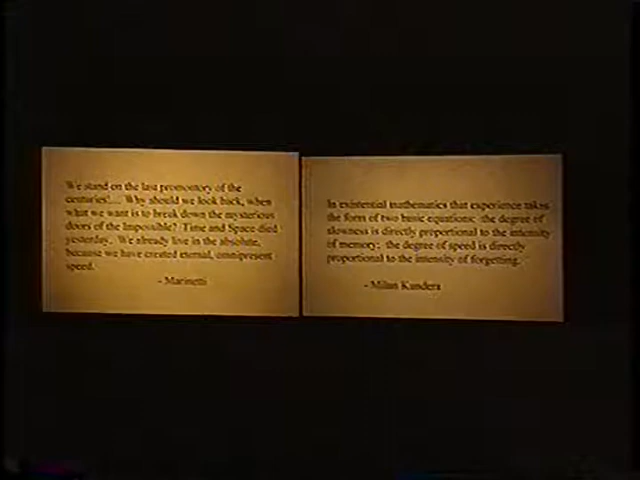 We stand on the last promontory of the
centuries!... Why should we look back, when
what we want is to break down the mysterious
doors of the Impossible? Time and Space died
yesterday. We already live in the absolute,
because we have created eternal, omnipresent
speed.
- Marinetti
In existential mathematics that experience takes
the form of two basic equations: the degree of
slowness is directly proportional to the intensity
of memory; the degree of speed is directly
proportional to the intensity of forgetting.
- Milan Kundera